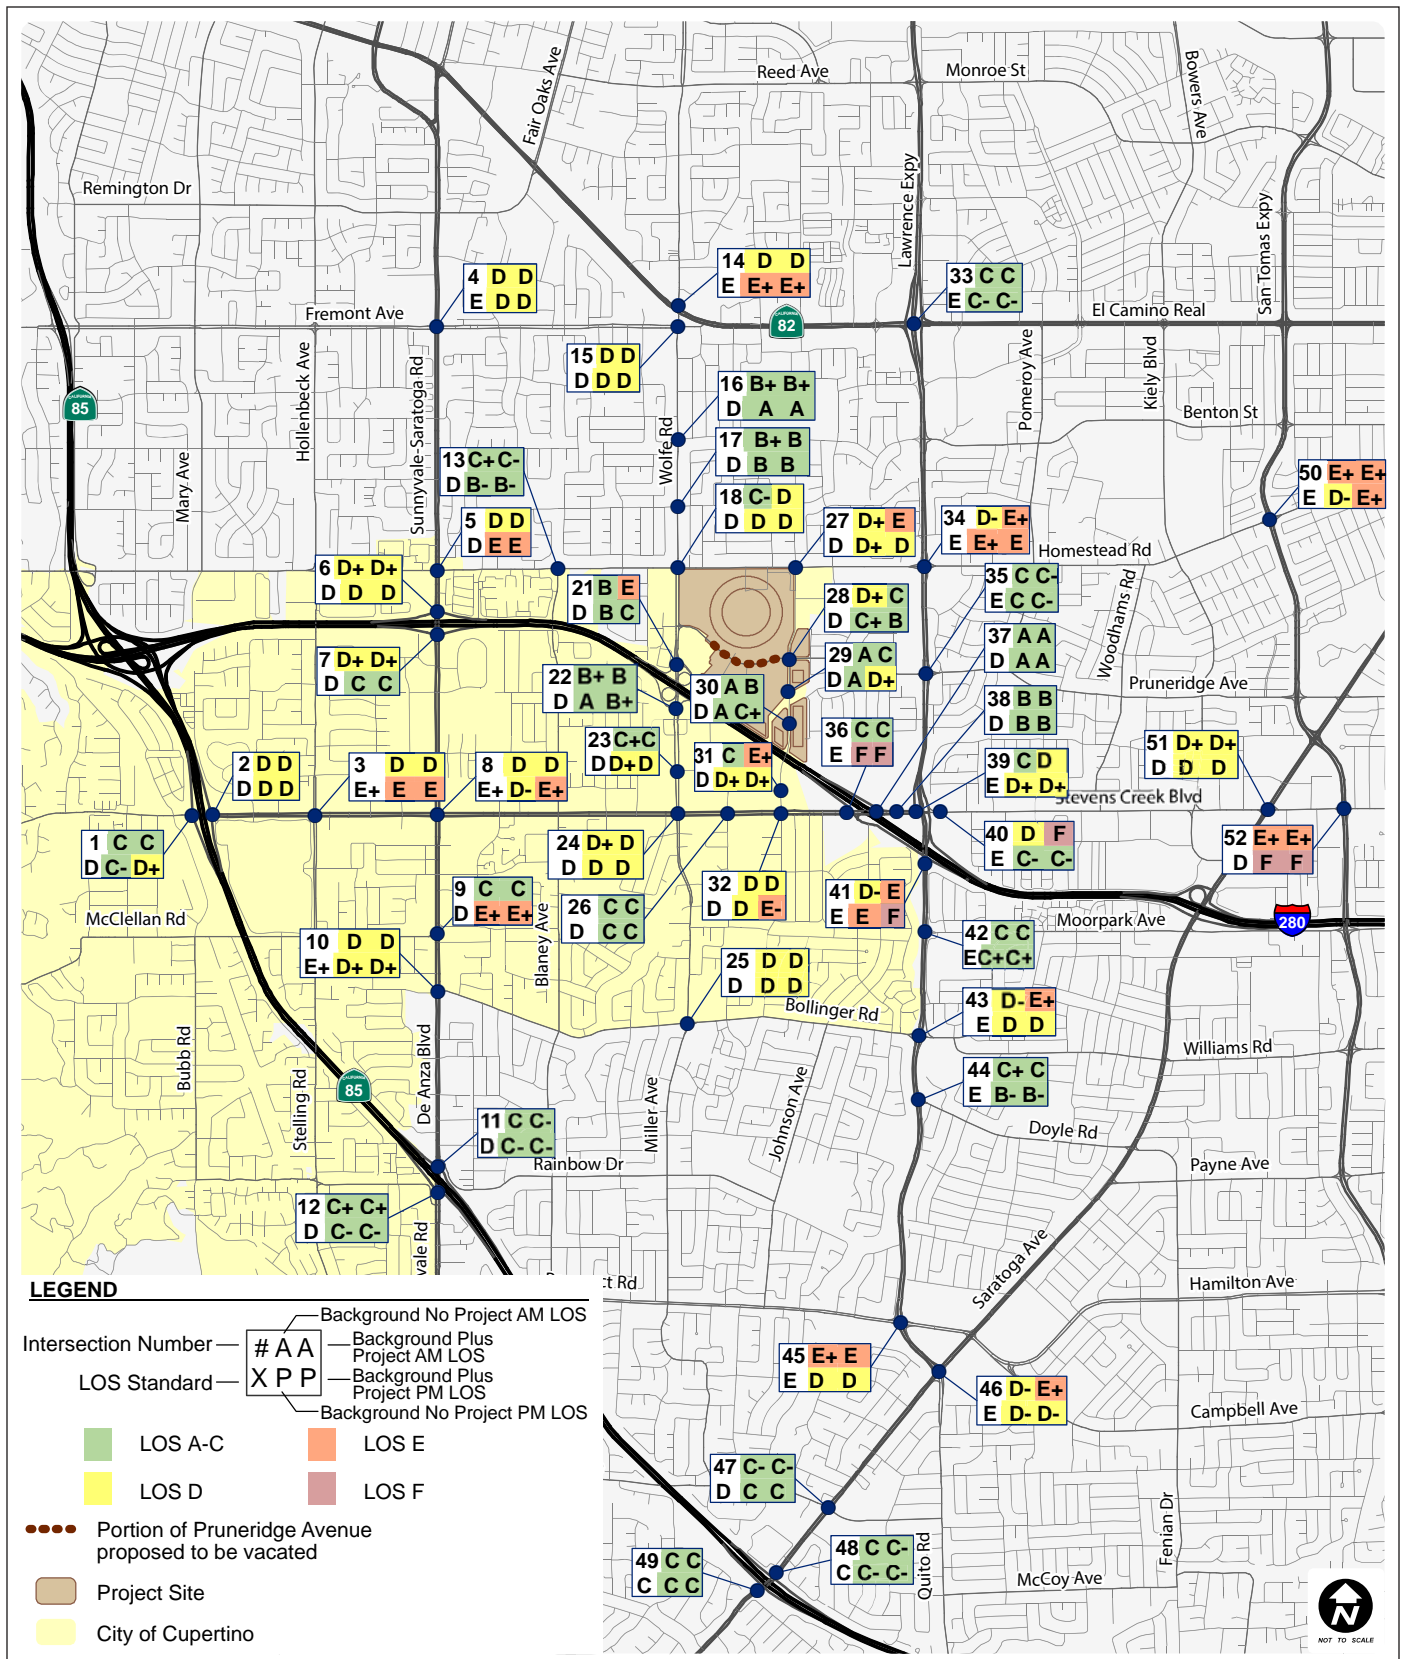 Reed Ave
Monroe St
Fair Oaks Ave
Bowers Ave
Remington Dr
Lawrence Expy
San Tomas Expy
4 D D
E D D
14 D D
E E+ E+
33 C C
E C- C-
Fremont Ave
CALIFORNIA
82
El Camino Real
15 D D
D D D
Hollenbeck Ave
Sunnyvale-Saratoga Rd
Pomeroy Ave
Kiely Blvd
CALIFORNIA
85
16 B+ B+
D A A
Benton St
Mary Ave
Wolfe Rd
17 B+ B
D B B
13 C+ C-
D B- B-
50 E+ E+
E D- E+
18 C- D
D D D
5 D D
D E E
27 D+ E
D D+ D
34 D- E+
E E+ E
Homestead Rd
6 D+ D+
D D D
21 B E
D B C
28 D+ C
D C+ B
35 C C-
E C C-
Woodhams Rd
37 A A
D A A
7 D+ D+
D C C
22 B+ B
D A B+
30 A B
D A C+
29 A C
D A D+
Pruneridge Ave
38 B B
D B B
36 C C
E F F
23 C+ C
D D+ D
31 C E+
D D+ D+
39 C D
E D+ D+
51 D+ D+
D D D
2 D D
D D D
3 D D
E+ E E
8 D D
E+ D- E+
Stevens Creek Blvd
1 C C
D C- D+
24 D+ D
D D D
40 D F
E C- C-
52 E+ E+
D F F
9 C C
D E+ E+
32 D D
D D E-
41 D- E
E E F
McClellan Rd
Blaney Ave
26 C C
D C C
Moorpark Ave
280
10 D D
E+ D+ D+
42 C C
E C+ C+
25 D D
D D D
Bollinger Rd
43 D- E+
E D D
Bubb Rd
Stelling Rd
De Anza Blvd
Miller Ave
Johnson Ave
Williams Rd
CALIFORNIA
85
44 C+ C
E B- B-
11 C C-
D C- C-
Doyle Rd
Rainbow Dr
Payne Ave
12 C+ C+
D C- C-
vale Rd
ct Rd
Saratoga Ave
Hamilton Ave
LEGEND
Background No Project AM LOS
Intersection Number
# A A
Background Plus
Project AM LOS
LOS Standard
X P P
Background Plus
Project PM LOS
Background No Project PM LOS
45 E+ E
E D D
46 D- E+
E D- D-
Campbell Ave
LOS A-C
LOS E
LOS D
LOS F
47 C- C-
D C C
Portion of Pruneridge Avenue
proposed to be vacated
Fenian Dr
Quito Rd
48 C C-
C C- C-
49 C C
C C C
McCoy Ave
Project Site
City of Cupertino
N
NOT TO SCALE